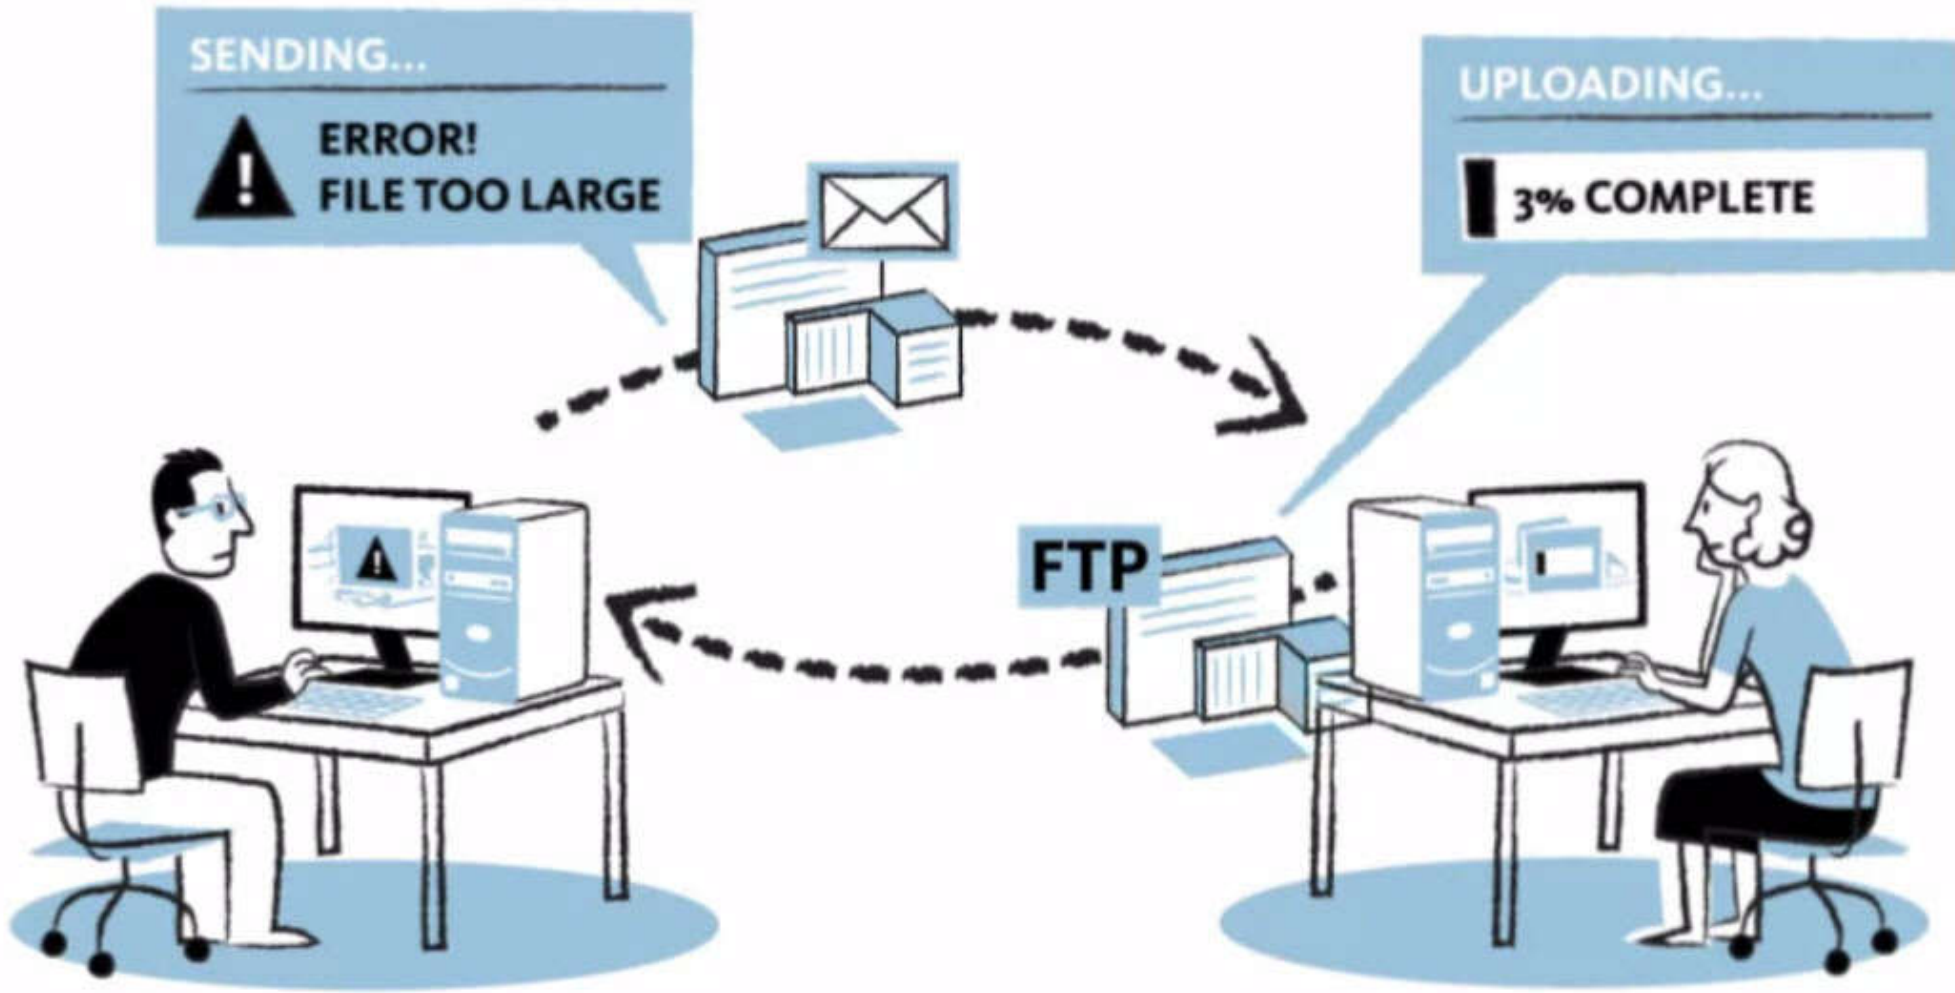 SENDING...
ERROR!
FILE TOO LARGE
UPLOADING...
3% COMPLETE
FTP